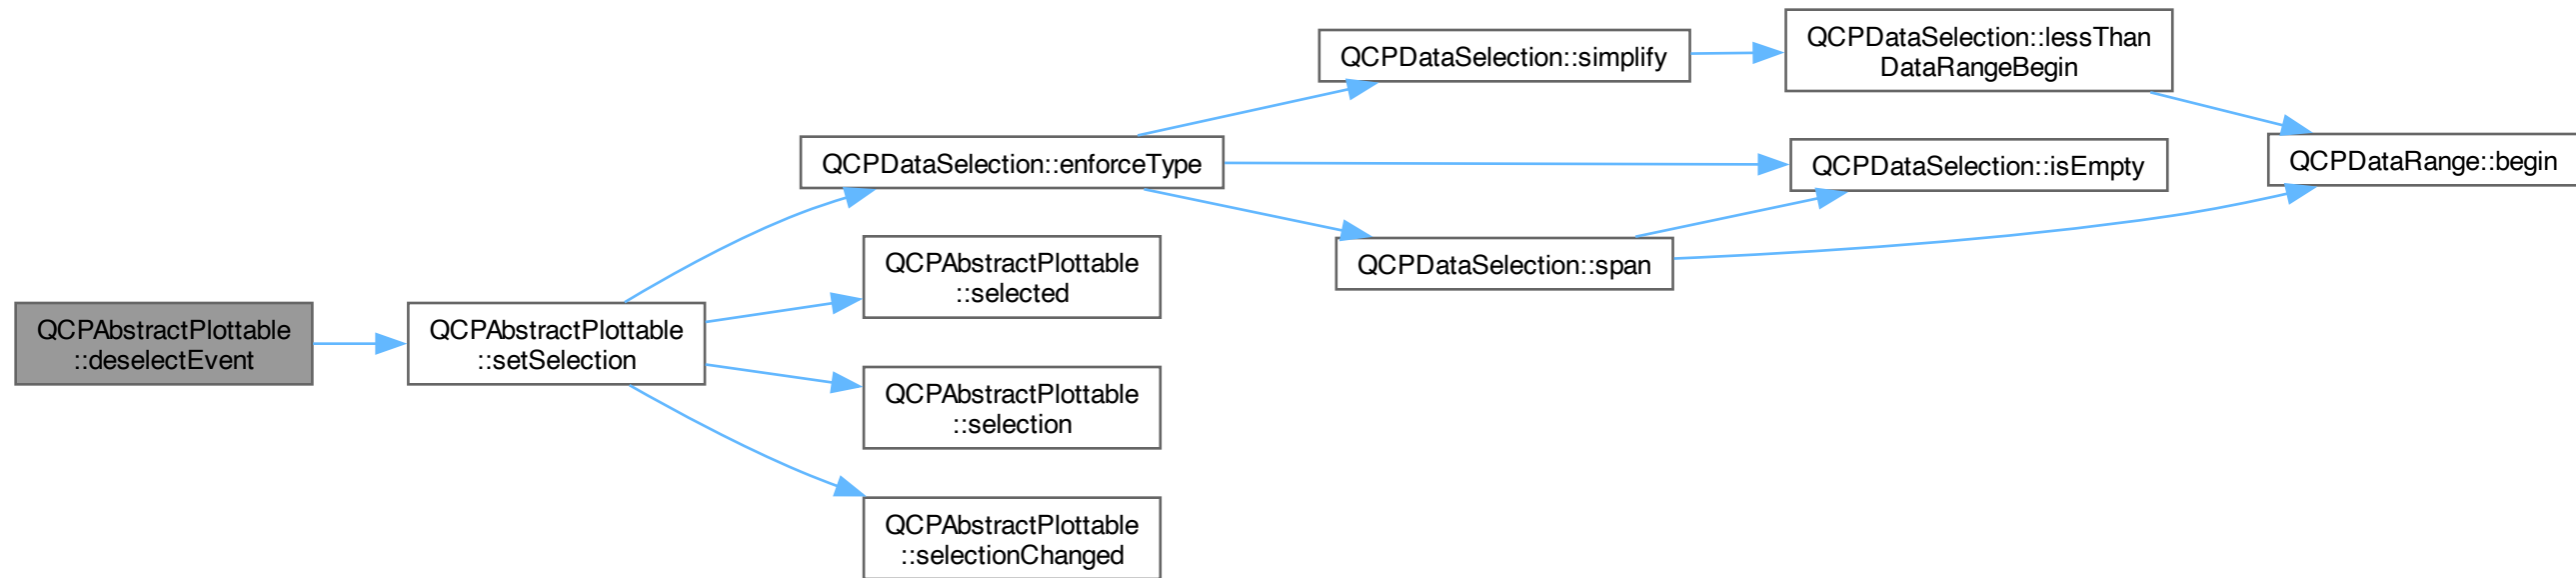 QCPAbstractPlottable
::deselectEvent
QCPAbstractPlottable
::setSelection
QCPDataSelection::enforceType
QCPAbstractPlottable
::selected
QCPAbstractPlottable
::selection
QCPAbstractPlottable
::selectionChanged
QCPDataSelection::simplify
QCPDataSelection::span
QCPDataSelection::lessThan
DataRangeBegin
QCPDataSelection::isEmpty
QCPDataRange::begin